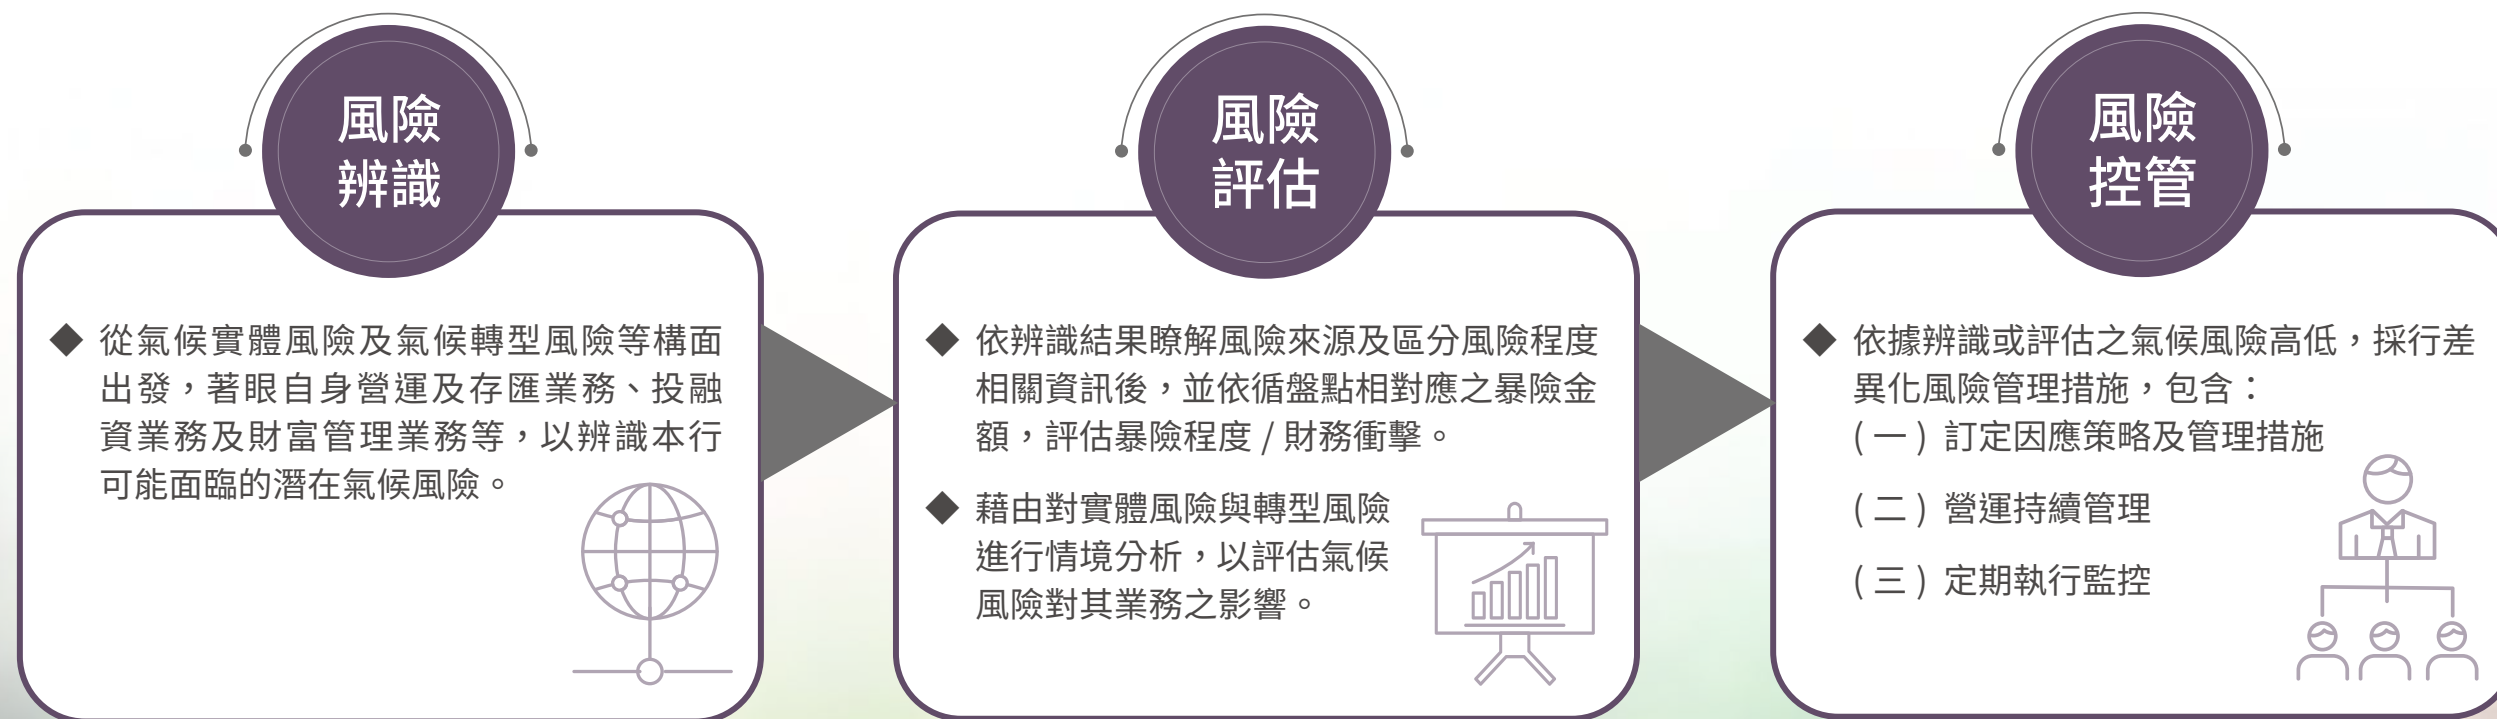 風險
辨識
從氣候實體風險及氣候轉型風險等構面
出發，著眼自身營運及存匯業務、投融
資業務及財富管理業務等，以辨識本行
可能面臨的潛在氣候風險。
風險
評估
依辨識結果瞭解風險來源及區分風險程度
相關資訊後，並依循盤點相對應之暴險金
額，評估暴險程度 / 財務衝擊。
藉由對實體風險與轉型風險
進行情境分析，以評估氣候
風險對其業務之影響。
風險
控管
依據辨識或評估之氣候風險高低，採行差
異化風險管理措施，包含：
( 一 ) 訂定因應策略及管理措施
( 二 ) 營運持續管理
( 三 ) 定期執行監控